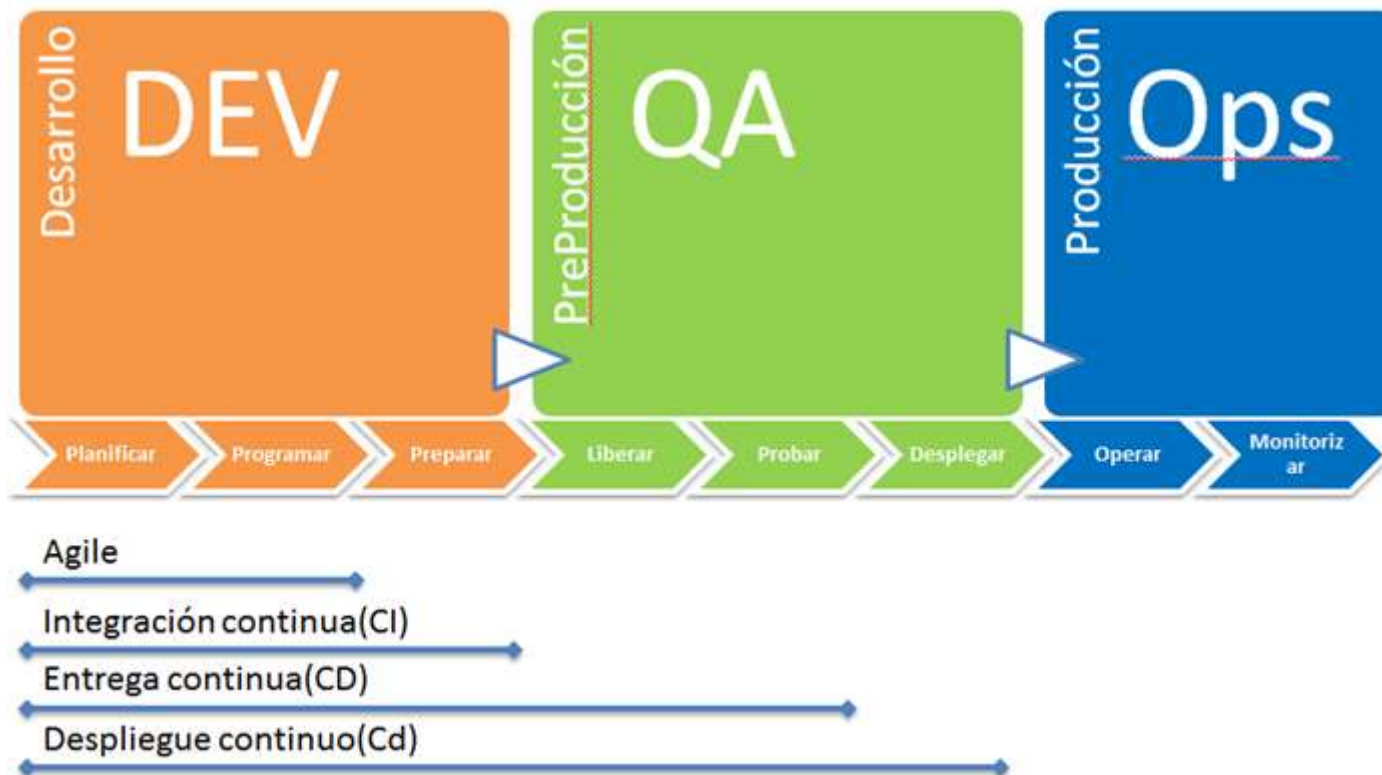 Desarrollo
DEV
PreProducción
QA
Producción
Ops
Planificar
Programar
Preparar
Liberar
Probar
Desplegar
Operar
Monitoriz
ar
Agile
Integración continua(CI)
Entrega continua(CD)
Despliegue continuo(Cd)